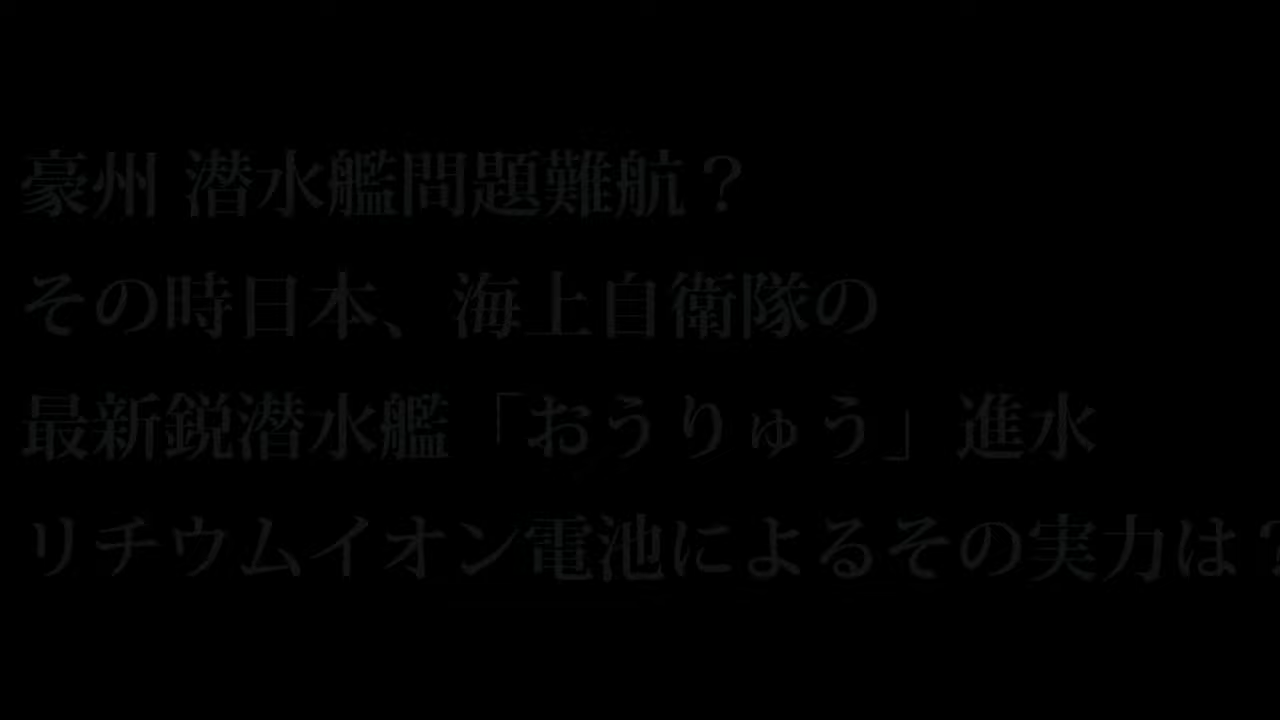 豪州 潜水艦問題難航？
その時日本、海上自衛隊の
最新鋭潜水艦「おうりゅう」進水
リチウムイオン電池によるその実力は？